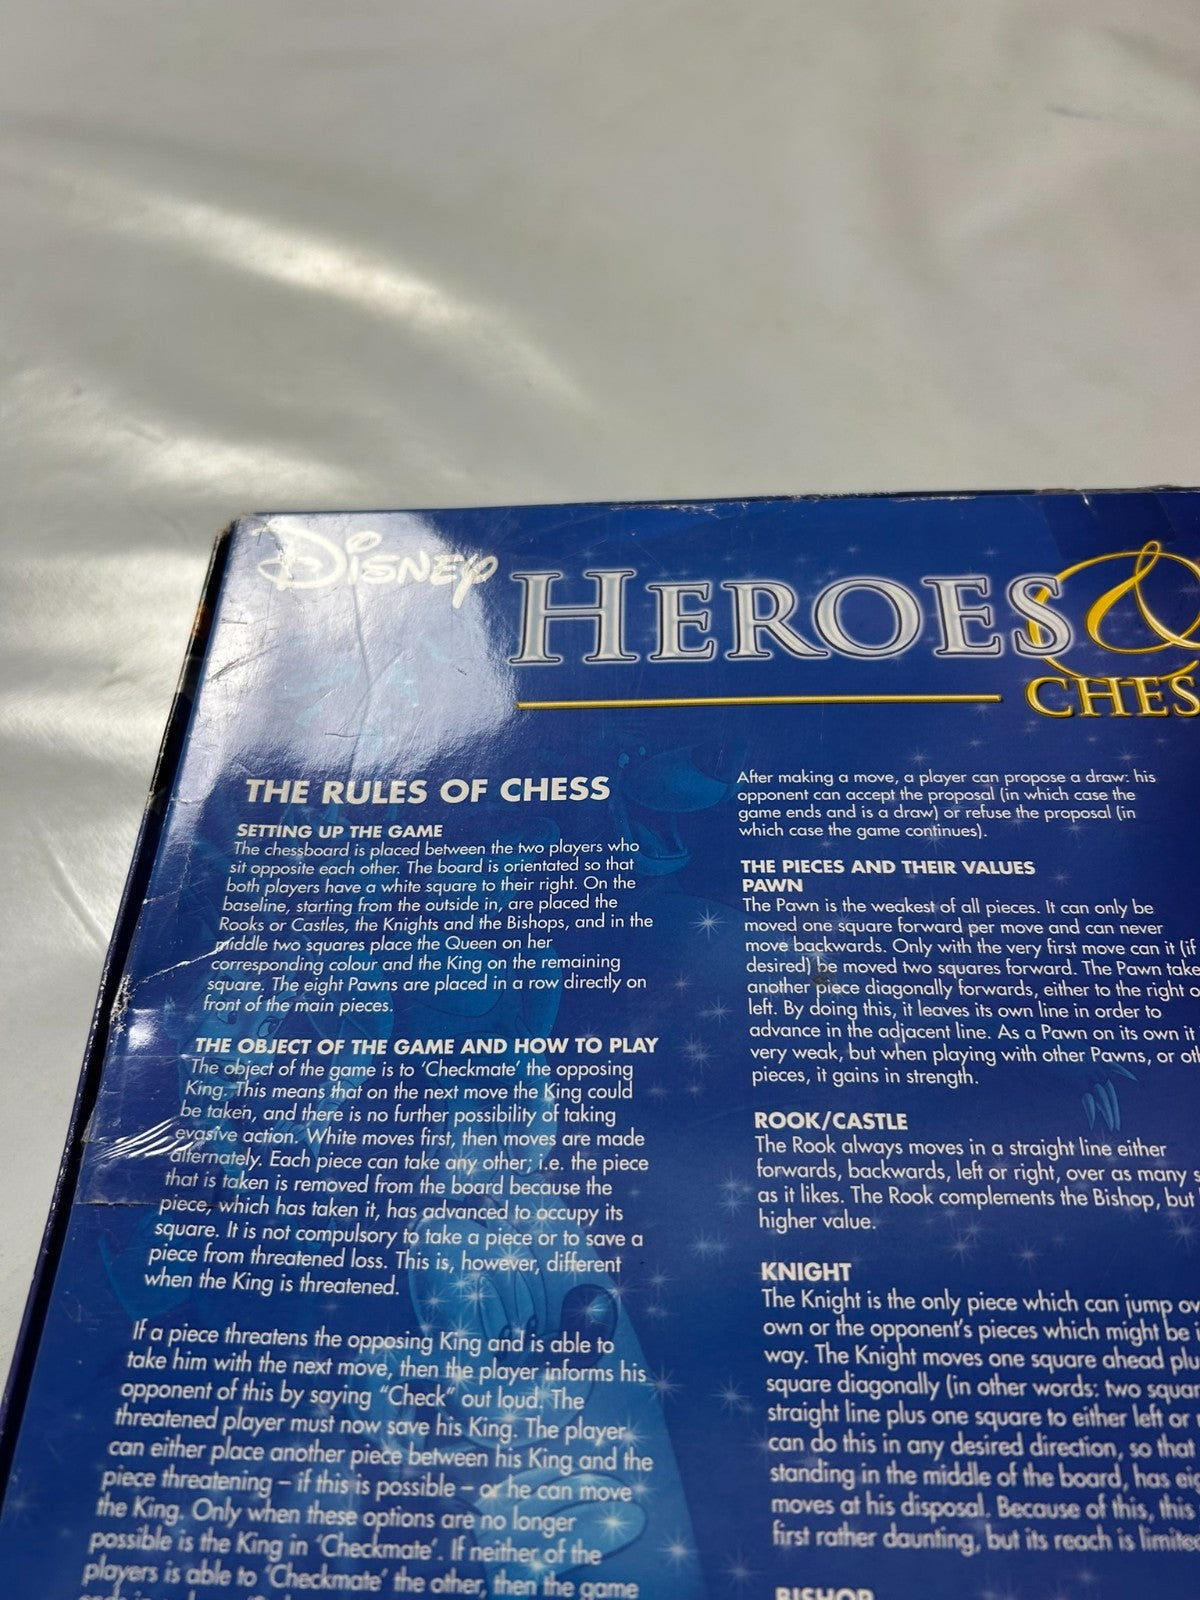 Disney
HEROES &
CHES
THE RULES OF CHESS
SETTING UP THE GAME
The chessboard is placed between the two players who
sit opposite each other. The board is orientated so that
both players have a white square to their right. On the
baseline, starting from the outside in, are placed the
Rooks or Castles, the Knights and the Bishops, and in the
middle two squares place the Queen on her
corresponding colour and the King on the remaining
square. The eight Pawns are placed in a row directly on
front of the main pieces.
THE OBJECT OF THE GAME AND HOW TO PLAY
The object of the game is to 'Checkmate' the opposing
King. This means that on the next move the King could
be taken, and there is no further possibility of taking
evasive action. White moves first, then moves are made
alternately. Each piece can take any other; i.e. the piece
that is taken is removed from the board because the
piece, which has taken it, has advanced to occupy its
square. It is not compulsory to take a piece or to save a
piece from threatened loss. This is, however, different
when the King is threatened.
If a piece threatens the opposing King and is able to
take him with the next move, then the player informs his
opponent of this by saying "Check" out loud. The
threatened player must now save his King. The player
can either place another piece between his King and the
piece threatening – if this is possible – or he can move
the King. Only when these options are no longer
possible is the King in 'Checkmate'. If neither of the
players is able to 'Checkmate' the other, then the game
After making a move, a player can propose a draw: his
opponent can accept the proposal (in which case the
game ends and is a draw) or refuse the proposal (in
which case the game continues).
THE PIECES AND THEIR VALUES
PAWN
The Pawn is the weakest of all pieces. It can only be
moved one square forward per move and can never
move backwards. Only with the very first move can it (if
desired) be moved two squares forward. The Pawn take
another piece diagonally forwards, either to the right o
left. By doing this, it leaves its own line in order to
advance in the adjacent line. As a Pawn on its own it
very weak, but when playing with other Pawns, or oth
pieces, it gains in strength.
ROOK/CASTLE
The Rook always moves in a straight line either
forwards, backwards, left or right, over as many s
as it likes. The Rook complements the Bishop, but
higher value.
KNIGHT
The Knight is the only piece which can jump ov
own or the opponent's pieces which might be i
way. The Knight moves one square ahead plu
square diagonally (in other words: two squar
straight line plus one square to either left or
can do this in any desired direction, so that
standing in the middle of the board, has eig
moves at his disposal. Because of this, this
first rather daunting, but its reach is limited
BISHOP